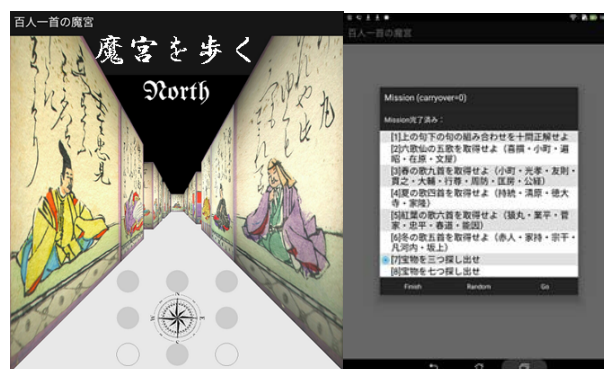 百人一首の魔宮
魔宮を歩く
North
壬生忠見
N
W
E
S
百人一首の魔宮
Mission (carryover=0)
Mission完了済み：
[1]上の句下の句の組み合わせを十問正解せよ
[2]六歌仙の五歌を取得せよ（喜撰・小町・遍
昭・在原・文屋）
[3]春の歌九首を取得せよ（小町・光孝・友則・
貫之・大輔・行尊・周防・匡房・公経）
[4]夏の歌四首を取得せよ（持統・清原・徳大
寺・家隆）
[5]紅葉の歌六首を取得せよ（猿丸・業平・菅
家・忠平・春道・能因）
[6]冬の歌五首を取得せよ（赤人・家持・宗于・
凡河内・坂上）
[7]宝物を三つ探し出せ
[8]宝物を七つ探し出せ
Finish
Random
Go